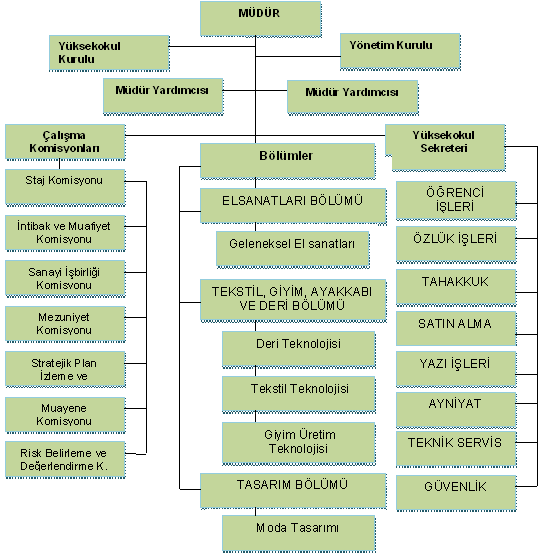 MÜDÜR
Yüksekokul
Kurulu
Yönetim Kurulu
Müdür Yardımcısı
Müdür Yardımcısı
Çalışma
Komisyonları
Staj Komisyonu
İntibak ve Muafiyet
Komisyonu
Sanayi İşbirliği
Komisyonu
Mezuniyet
Komisyonu
Stratejik Plan
İzleme ve
Muayene
Komisyonu
Risk Belirleme ve
Değerlendirme K.
Bölümler
ELSANATLARI BÖLÜMÜ
Geleneksel El sanatları
TEKSTİL, GİYİM, AYAKKABI
VE DERİ BÖLÜMÜ
Deri Teknolojisi
Tekstil Teknolojisi
Giyim Üretim
Teknolojisi
TASARIM BÖLÜMÜ
Moda Tasarımı
Yüksekokul
Sekreteri
ÖĞRENCİ
İŞLERİ
ÖZLÜK İŞLERİ
TAHAKKUK
SATIN ALMA
YAZI İŞLERİ
AYNİYAT
TEKNİK SERVİS
GÜVENLİK